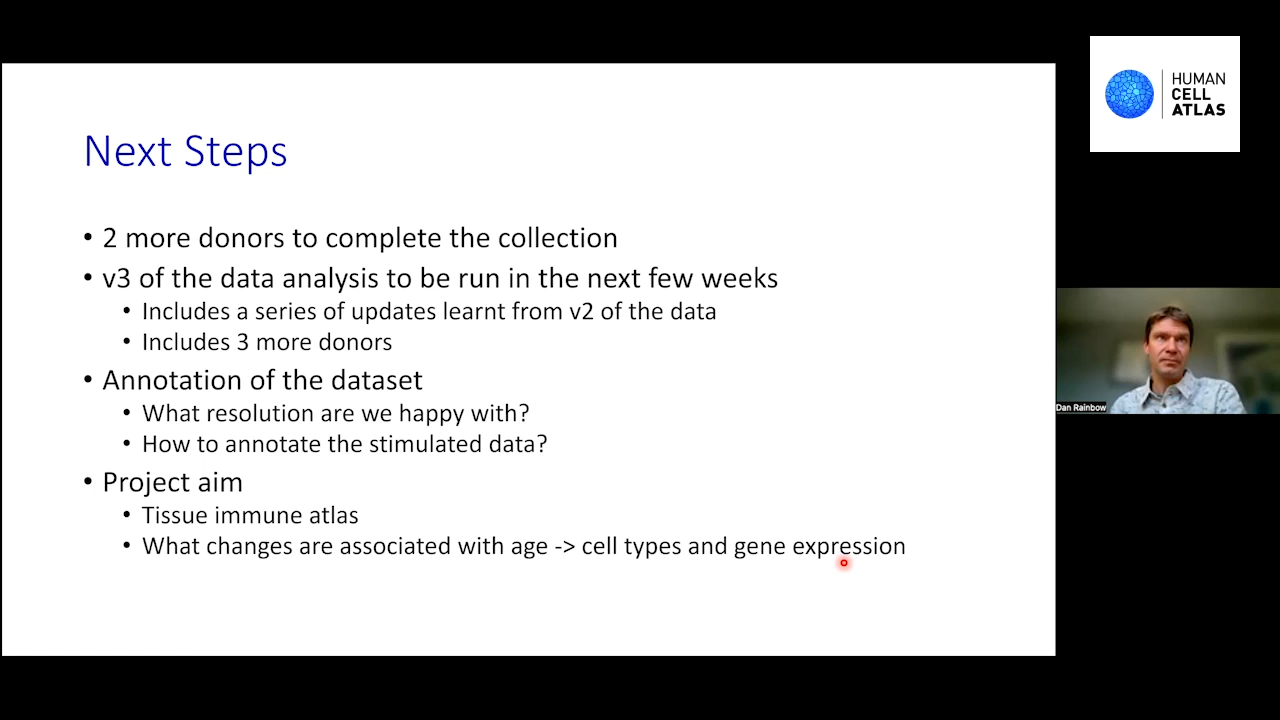 Next Steps
• 2 more donors to complete the collection
• v3 of the data analysis to be run in the next few weeks
• Includes a series of updates learnt from v2 of the data
• Includes 3 more donors
• Annotation of the dataset
• What resolution are we happy with?
• How to annotate the stimulated data?
• Project aim
• Tissue immune atlas
• What changes are associated with age -> cell types and gene expression
HUMAN
CELL
ATLAS
Dan Rainbow